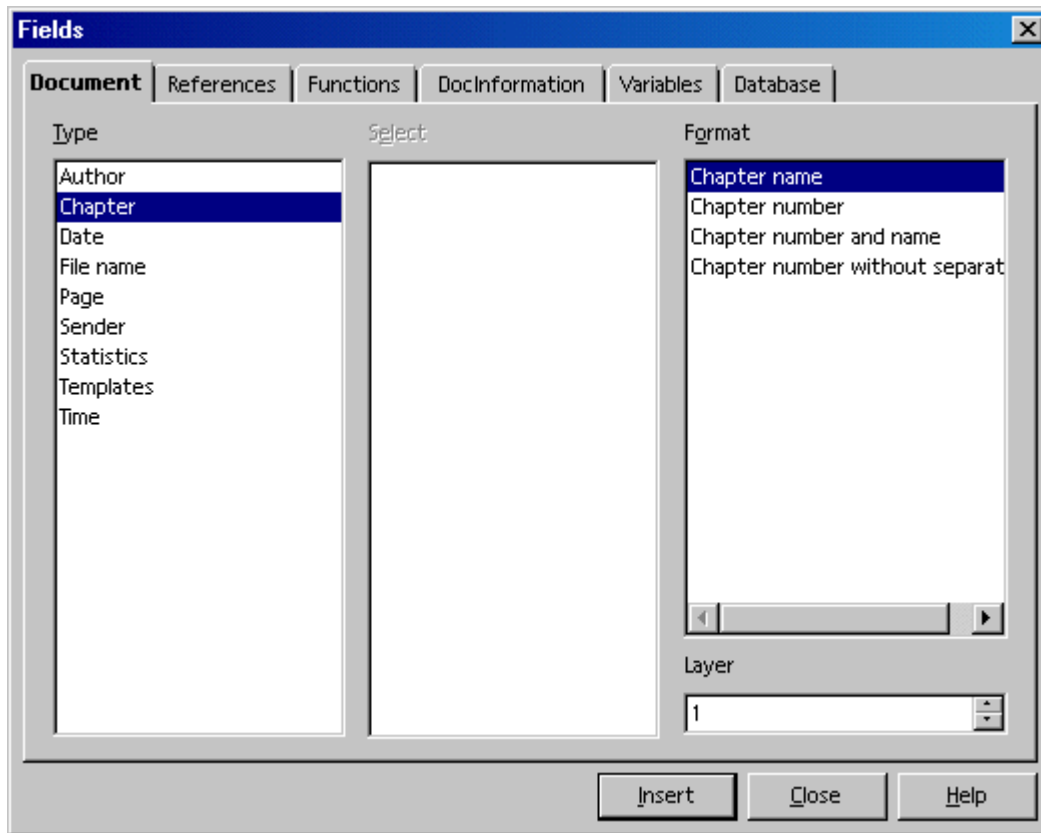 Fields
Document References Functions DocInformation Variables Database
Type Select Format
Author
Chapter
Date
File name
Page
Sender
Statistics
Templates
Time
Chapter name
Chapter number
Chapter number and name
Chapter number without separat
Layer
1
Insert Close Help